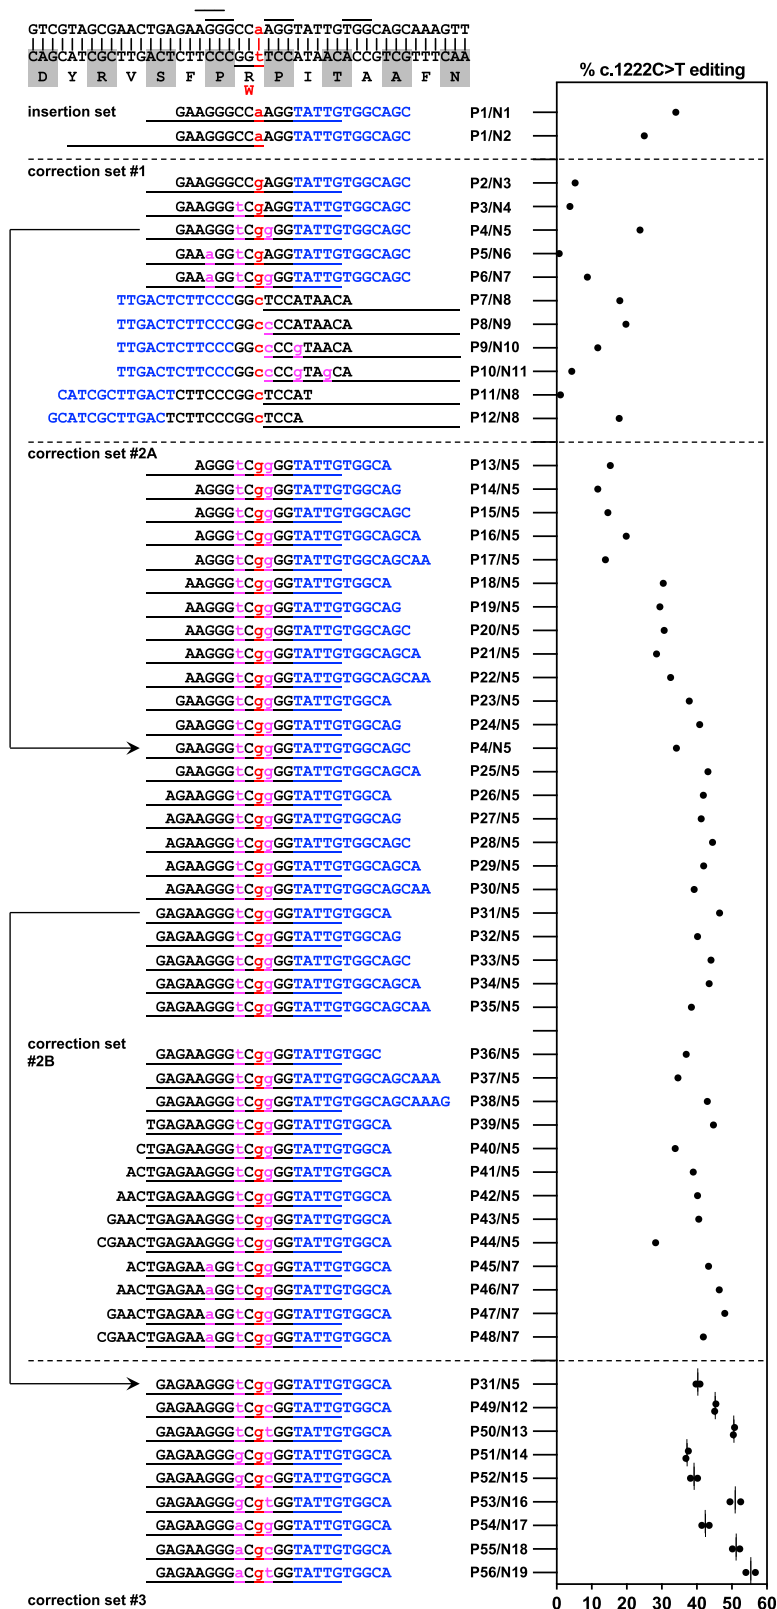 GTCGTAGCGAACTGAGAAGGGCCaAGGTATTGTGGCAGCAAAGTT
CAGCATCGCTTGACTCTTCCCGGtTCCATAACACCGTCGTTTCAA
D Y R V S F P R P I T A A F N
W
% c.1222C>T editing
insertion set
GAAGGGCCaAGGTATTGTGGCAGC P1/N1
GAAGGGCCaAGGTATTGTGGCAGC P1/N2
correction set #1
GAAGGGCCgAGGTATTGTGGCAGC P2/N3
GAAGGGtCgAGGTATTGTGGCAGC P3/N4
GAAGGGtCggGGTATTGTGGCAGC P4/N5
GAAaGGtCgAGGTATTGTGGCAGC P5/N6
GAAaGGtCggGGTATTGTGGCAGC P6/N7
TTGACTCTTCCCGGcTCCATAACA P7/N8
TTGACTCTTCCCGGccCCATAACA P8/N9
TTGACTCTTCCCGGccCCgTAACA P9/N10
TTGACTCTTCCCGGccCCgTAgCA P10/N11
CATCGCTTGACTCTTCCCGGcTCCAT P11/N8
GCATCGCTTGACTCTTCCCGGcTCCA P12/N8
correction set #2A
AGGGtCggGGTATTGTGGCA P13/N5
AGGGtCggGGTATTGTGGCAG P14/N5
AGGGtCggGGTATTGTGGCAGC P15/N5
AGGGtCggGGTATTGTGGCAGCA P16/N5
AGGGtCggGGTATTGTGGCAGCAA P17/N5
AAGGGtCggGGTATTGTGGCA P18/N5
AAGGGtCggGGTATTGTGGCAG P19/N5
AAGGGtCggGGTATTGTGGCAGC P20/N5
AAGGGtCggGGTATTGTGGCAGCA P21/N5
AAGGGtCggGGTATTGTGGCAGCAA P22/N5
GAAGGGtCggGGTATTGTGGCA P23/N5
GAAGGGtCggGGTATTGTGGCAG P24/N5
GAAGGGtCggGGTATTGTGGCAGC P4/N5
GAAGGGtCggGGTATTGTGGCAGCA P25/N5
AGAAGGGtCggGGTATTGTGGCA P26/N5
AGAAGGGtCggGGTATTGTGGCAG P27/N5
AGAAGGGtCggGGTATTGTGGCAGC P28/N5
AGAAGGGtCggGGTATTGTGGCAGCA P29/N5
AGAAGGGtCggGGTATTGTGGCAGCAA P30/N5
GAGAAGGGtCggGGTATTGTGGCA P31/N5
GAGAAGGGtCggGGTATTGTGGCAG P32/N5
GAGAAGGGtCggGGTATTGTGGCAGC P33/N5
GAGAAGGGtCggGGTATTGTGGCAGCA P34/N5
GAGAAGGGtCggGGTATTGTGGCAGCAA P35/N5
correction set
#2B
GAGAAGGGtCggGGTATTGTGGC P36/N5
GAGAAGGGtCggGGTATTGTGGCAGCAAA P37/N5
GAGAAGGGtCggGGTATTGTGGCAGCAAAG P38/N5
TGAGAAGGGtCggGGTATTGTGGCA P39/N5
CTGAGAAGGGtCggGGTATTGTGGCA P40/N5
ACTGAGAAGGGtCggGGTATTGTGGCA P41/N5
AACTGAGAAGGGtCggGGTATTGTGGCA P42/N5
GAACTGAGAAGGGtCggGGTATTGTGGCA P43/N5
CGAACTGAGAAGGGtCggGGTATTGTGGCA P44/N5
ACTGAGAAaGGtCggGGTATTGTGGCA P45/N7
AACTGAGAAaGGtCggGGTATTGTGGCA P46/N7
GAACTGAGAAaGGtCggGGTATTGTGGCA P47/N7
CGAACTGAGAAaGGtCggGGTATTGTGGCA P48/N7
GAGAAGGGtCggGGTATTGTGGCA P31/N5
GAGAAGGGtCgcGGTATTGTGGCA P49/N12
GAGAAGGGtCgtGGTATTGTGGCA P50/N13
GAGAAGGGgCggGGTATTGTGGCA P51/N14
GAGAAGGGgCgcGGTATTGTGGCA P52/N15
GAGAAGGGgCgtGGTATTGTGGCA P53/N16
GAGAAGGGaCggGGTATTGTGGCA P54/N17
GAGAAGGGaCgcGGTATTGTGGCA P55/N18
GAGAAGGGaCgtGGTATTGTGGCA P56/N19
correction set #3
0 10 20 30 40 50 60